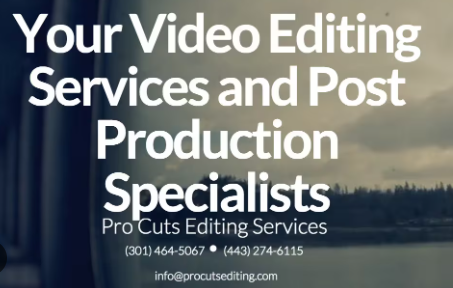 Your Video Editing
Services and Post
Production
Specialists
Pro Cuts Editing Services
(301) 464-5067 • (443) 274-6115
info@procutsediting.com